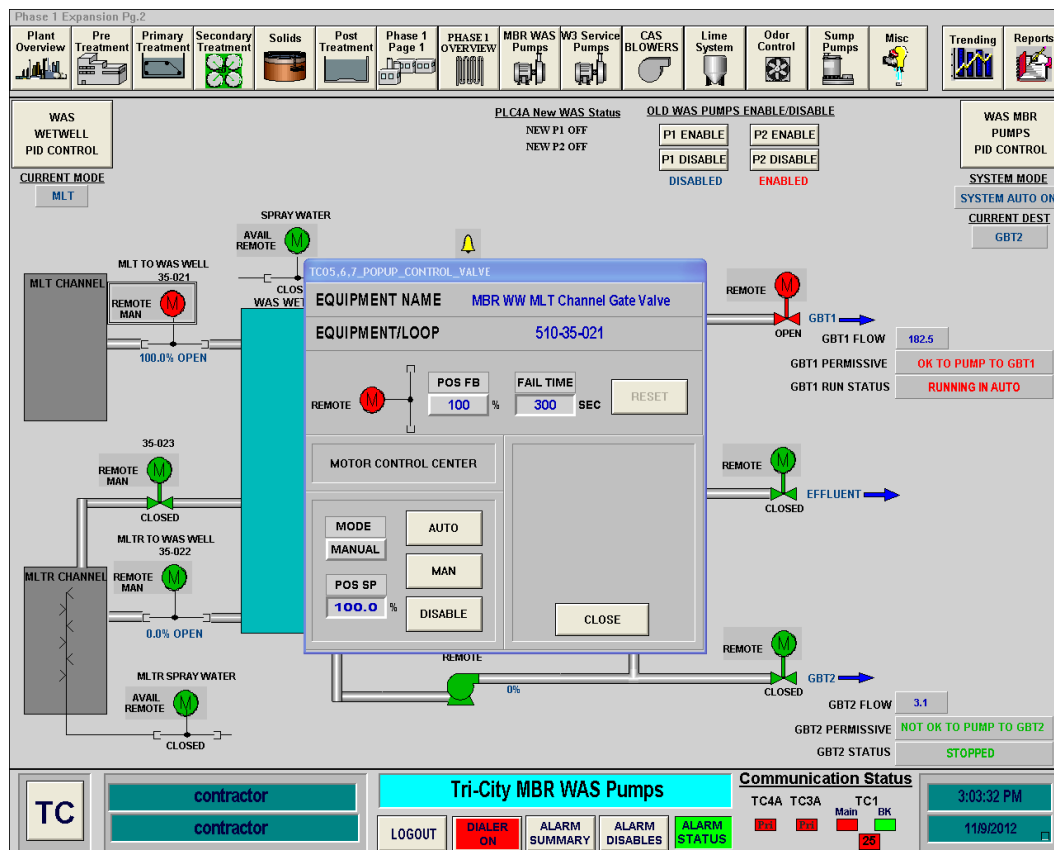 Phase 1 Expansion Pg.2
Plant Overview
Pre Treatment
Primary Treatment
Secondary Treatment
Solids
Post Treatment
Phase 1 Page 1
PHASE 1 OVERVIEW
MBR WAS Pumps
W3 Service Pumps
CAS BLOWERS
Lime System
Odor Control
Sump Pumps
Misc
Trending
Reports
WAS
WETWELL
PID CONTROL
CURRENT MODE
MLT
PLC4A New WAS Status
NEW P1 OFF
NEW P2 OFF
OLD WAS PUMPS ENABLE/DISABLE
P1 ENABLE
P2 ENABLE
P1 DISABLE
P2 DISABLE
DISABLED
ENABLED
WAS MBR
PUMPS
PID CONTROL
SYSTEM MODE
SYSTEM AUTO ON
CURRENT DEST
GBT2
SPRAY WATER
AVAIL
REMOTE
M
CLOS
MLT TO WAS WELL
35-021
MLT CHANNEL
REMOTE
MAN
M
100.0% OPEN
WAS WET
TC05,6,7_POPUP_CONTROL_VALVE
EQUIPMENT NAME
MBR WW MLT Channel Gate Valve
EQUIPMENT/LOOP
510-35-021
REMOTE
M
POS FB
100 %
FAIL TIME
300 SEC
RESET
MOTOR CONTROL CENTER
MODE
MANUAL
POS SP
100.0 %
AUTO
MAN
DISABLE
CLOSE
REMOTE
M
OPEN
GBT1
GBT1 FLOW 182.5
GBT1 PERMISSIVE OK TO PUMP TO GBT1
GBT1 RUN STATUS RUNNING IN AUTO
35-023
REMOTE
MAN
M
CLOSED
REMOTE
M
CLOSED
EFFLUENT
MLTR TO WAS WELL
35-022
MLTR CHANNEL
REMOTE
MAN
M
0.0% OPEN
MLTR SPRAY WATER
AVAIL
REMOTE
M
CLOSED
REMOTE
0%
REMOTE
M
CLOSED
GBT2
GBT2 FLOW 3.1
GBT2 PERMISSIVE NOT OK TO PUMP TO GBT2
GBT2 STATUS STOPPED
TC
contractor
contractor
Tri-City MBR WAS Pumps
LOGOUT
DIALER ON
ALARM SUMMARY
ALARM DISABLES
ALARM STATUS
Communication Status
TC4A TC3A TC1
Main BK
Pri Pri
25
3:03:32 PM
11/9/2012